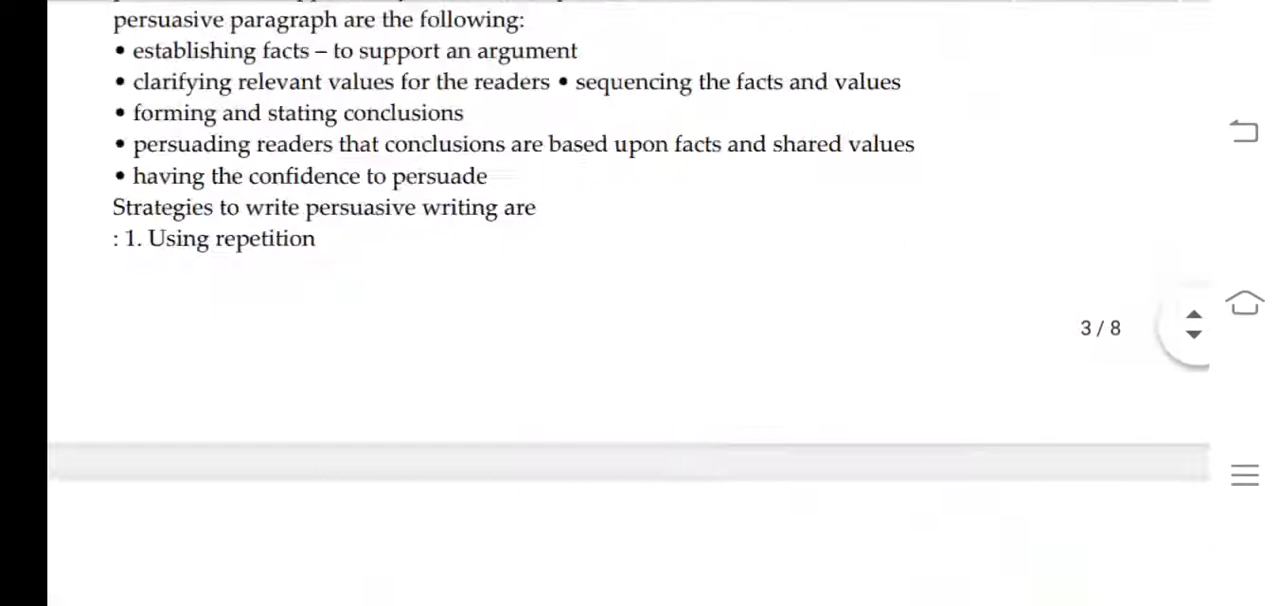 persuasive paragraph are the following:
• establishing facts – to support an argument
• clarifying relevant values for the readers • sequencing the facts and values
• forming and stating conclusions
• persuading readers that conclusions are based upon facts and shared values
• having the confidence to persuade
Strategies to write persuasive writing are
: 1. Using repetition
3 / 8